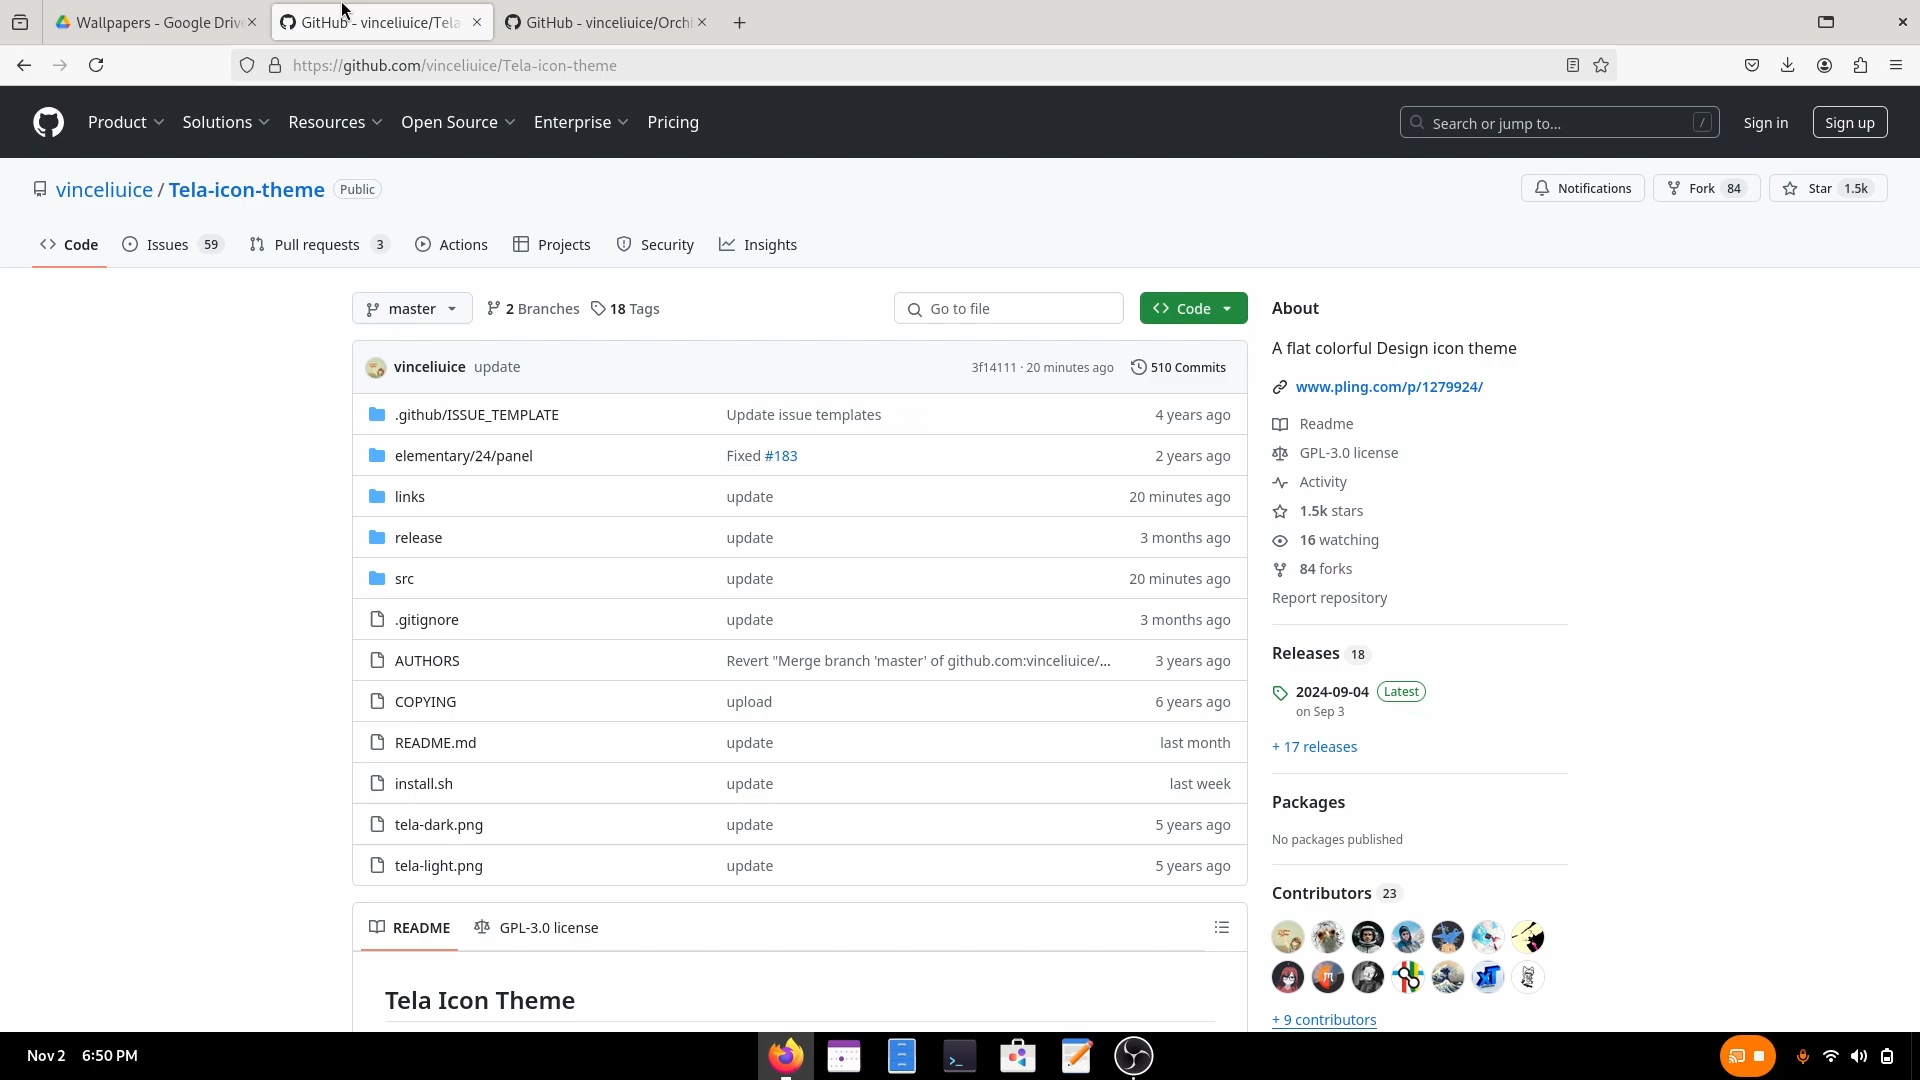 Wallpapers - Google Driv
GitHub - vinceliuice/Tela
GitHub - vinceliuice/Orchi
https://github.com/vinceliuice/Tela-icon-theme
Product
Solutions
Resources
Open Source
Enterprise
Pricing
Search or jump to...
/
Sign in
Sign up
vinceliuice / Tela-icon-theme
Public
Notifications
Fork 84
Star 1.5k
Code
Issues 59
Pull requests 3
Actions
Projects
Security
Insights
master
2 Branches
18 Tags
Go to file
Code
vinceliuice update 3f14111 · 20 minutes ago 510 Commits
.github/ISSUE_TEMPLATE Update issue templates 4 years ago
elementary/24/panel Fixed #183 2 years ago
links update 20 minutes ago
release update 3 months ago
src update 20 minutes ago
.gitignore update 3 months ago
AUTHORS Revert "Merge branch 'master' of github.com:vinceliuice/... 3 years ago
COPYING upload 6 years ago
README.md update last month
install.sh update last week
tela-dark.png update 5 years ago
tela-light.png update 5 years ago
README
GPL-3.0 license
Tela Icon Theme
About
A flat colorful Design icon theme
www.pling.com/p/1279924/
Readme
GPL-3.0 license
Activity
1.5k stars
16 watching
84 forks
Report repository
Releases 18
2024-09-04 Latest
on Sep 3
+ 17 releases
Packages
No packages published
Contributors 23
+ 9 contributors
Nov 2 6:50 PM